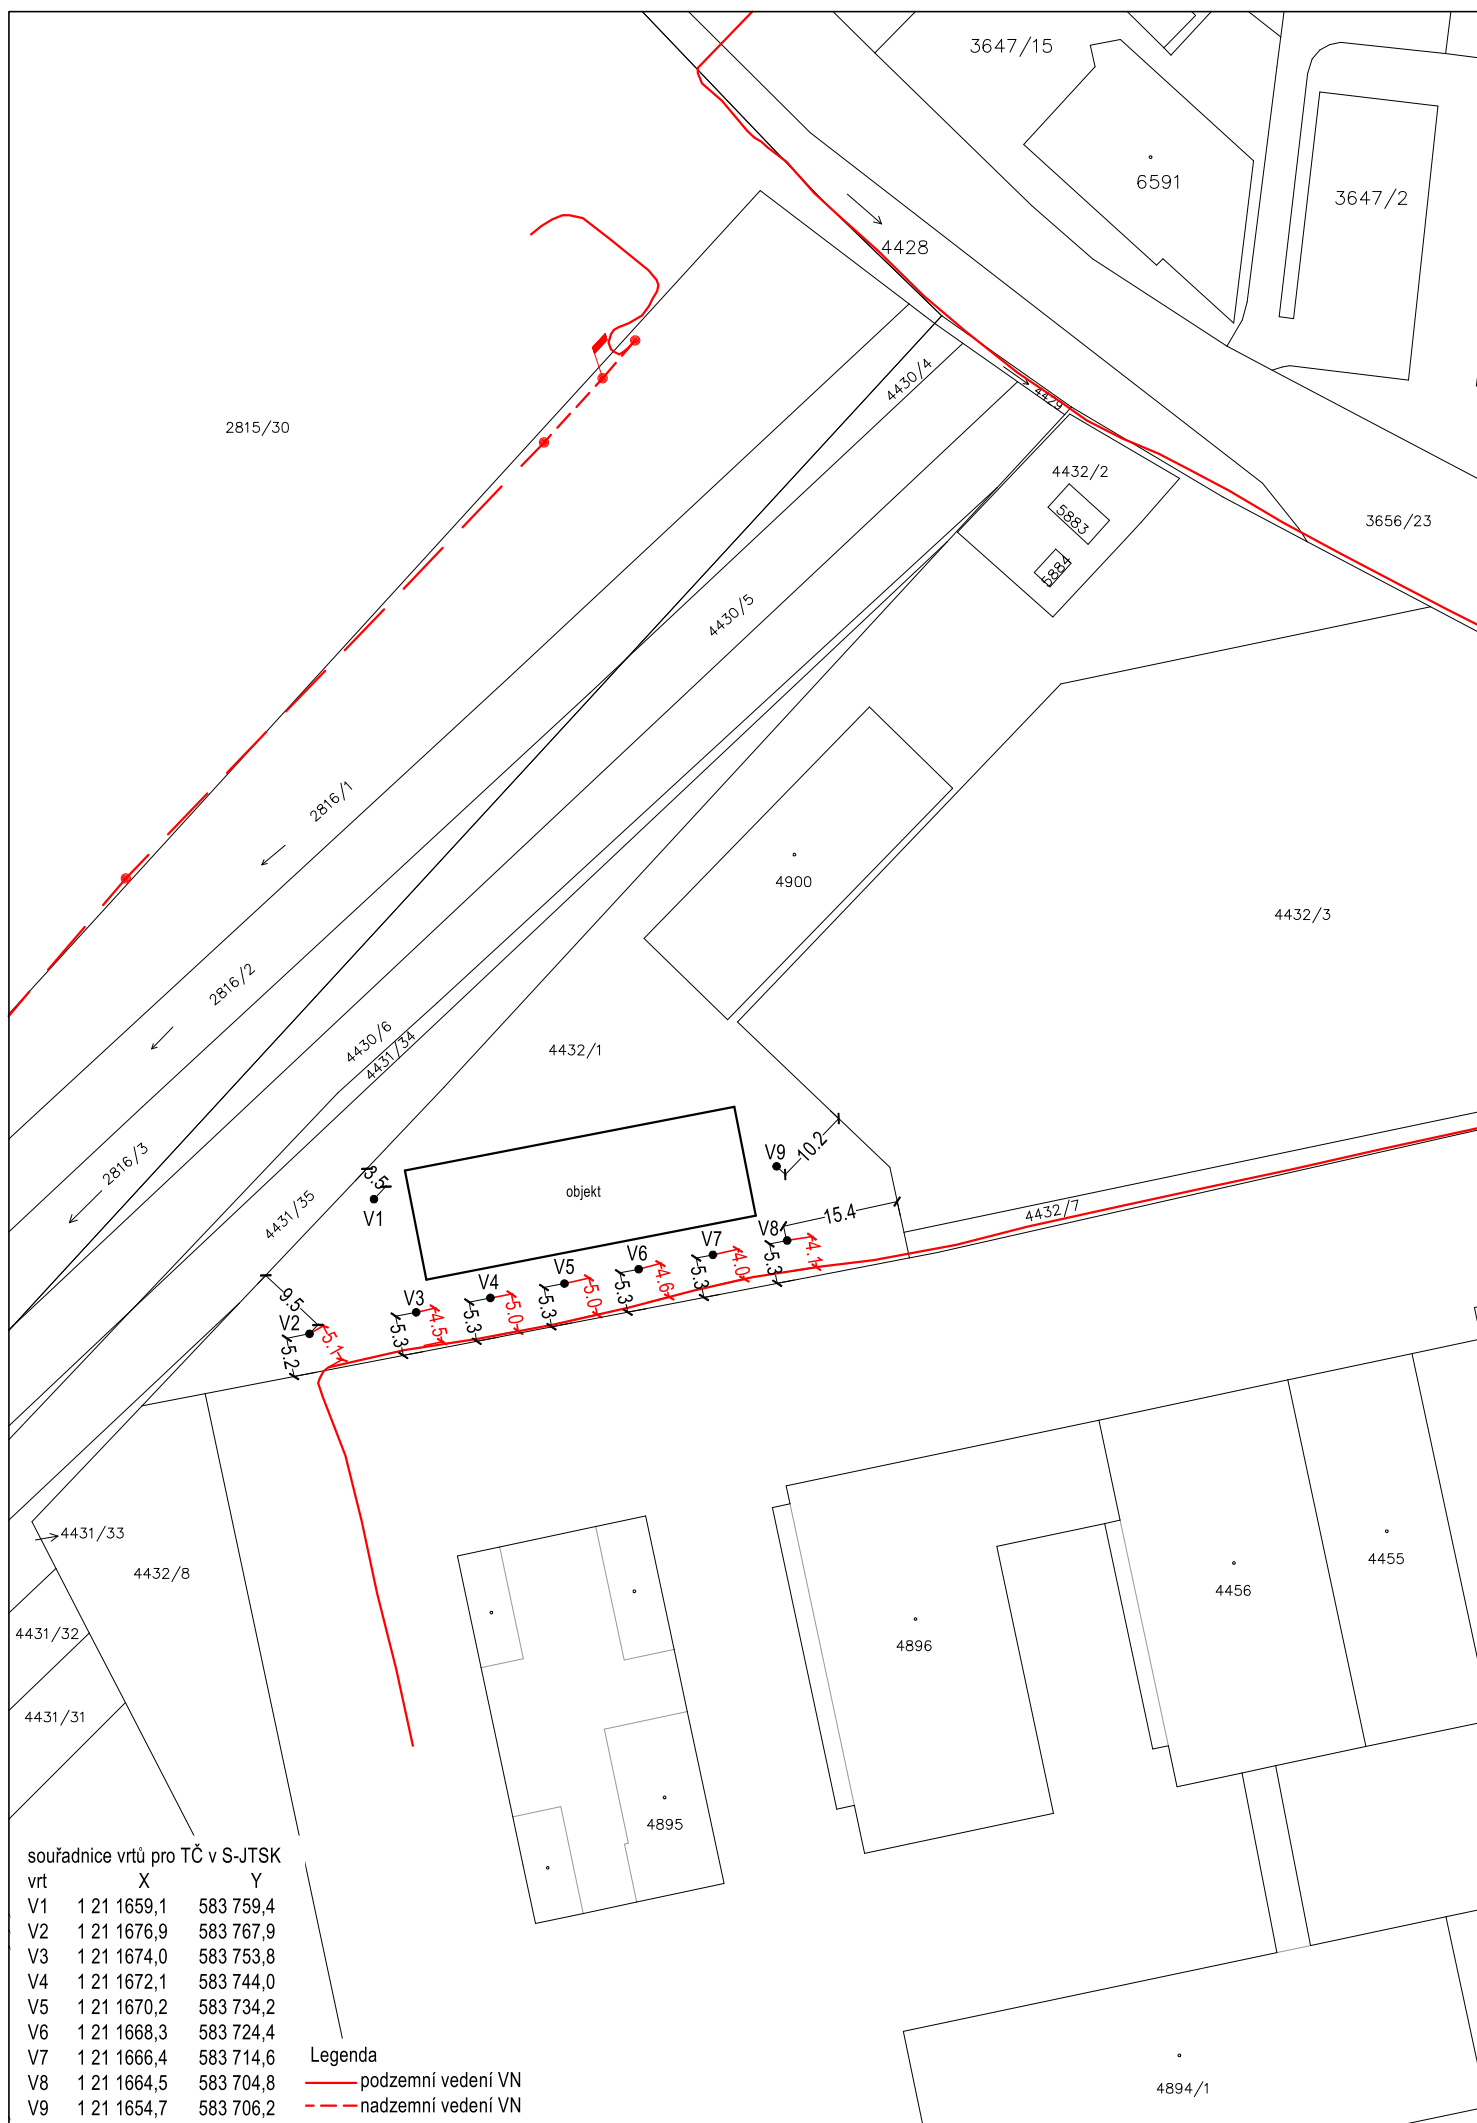 3647/15
6591
3647/2
4428
4430/4
4429
2815/30
4432/2
5883
3656/23
5884
4430/5
2816/1
4900
4432/3
2816/2
4430/6
4431/34
4432/1
2816/3
10.2
V9
3.5
objekt
V1
4431/35
4432/7
15.4
V8
4.1
5.3
V7
4.0
5.3
V6
4.6
5.3
V5
5.0
5.3
V4
5.0
5.3
V3
4.5
5.3
9.5
V2
5.1
5.2
4431/33
4432/8
4455
4456
4431/32
4896
4431/31
4895
souřadnice vrtů pro TČ v S-JTSK
vrt X Y
V1 1 21 1659,1 583 759,4
V2 1 21 1676,9 583 767,9
V3 1 21 1674,0 583 753,8
V4 1 21 1672,1 583 744,0
V5 1 21 1670,2 583 734,2
V6 1 21 1668,3 583 724,4
V7 1 21 1666,4 583 714,6
V8 1 21 1664,5 583 704,8
V9 1 21 1654,7 583 706,2
Legenda
podzemní vedení VN
nadzemní vedení VN
4894/1